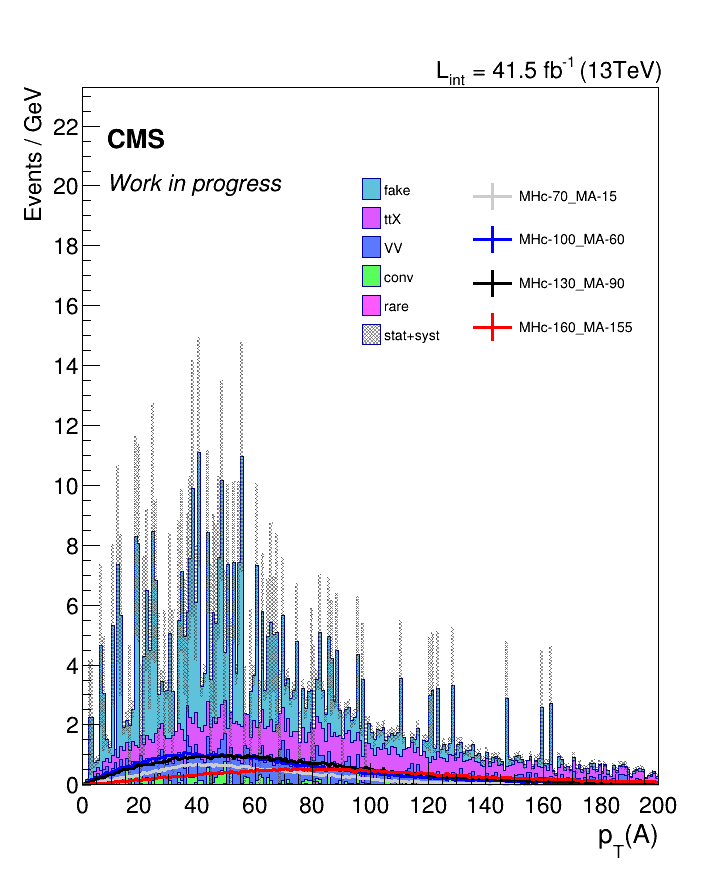 L_int = 41.5 fb^-1 (13TeV)
Events / GeV
CMS
Work in progress
fake
ttX
VV
conv
rare
stat+syst
MHc-70_MA-15
MHc-100_MA-60
MHc-130_MA-90
MHc-160_MA-155
22
20
18
16
14
12
10
8
6
4
2
0
0 20 40 60 80 100 120 140 160 180 200
p_T(A)